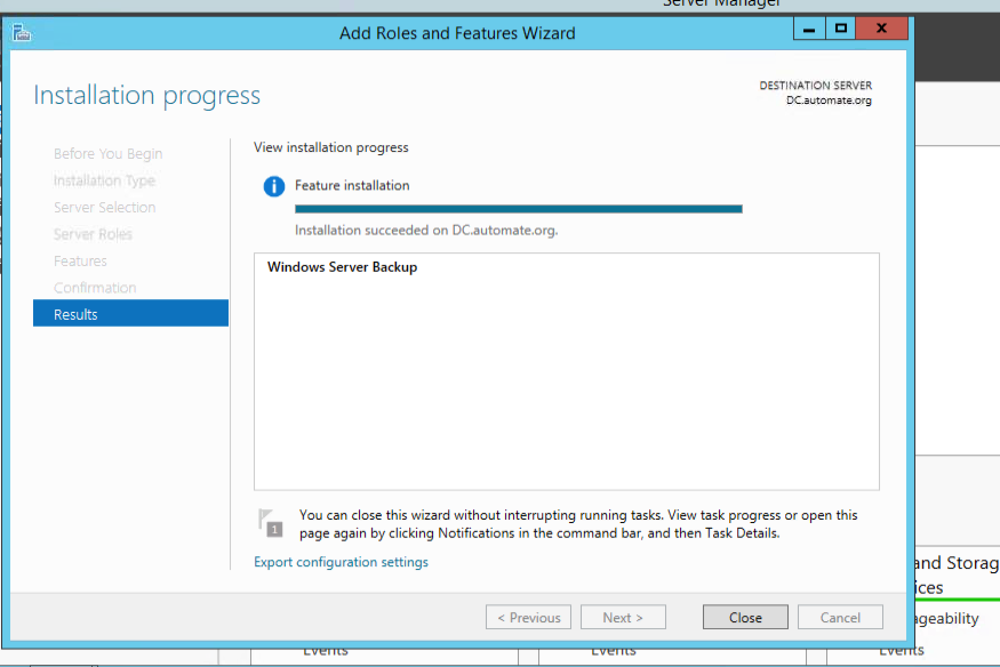 Server Manager
Add Roles and Features Wizard
Installation progress
DESTINATION SERVER
DC.automate.org
Before You Begin
Installation Type
Server Selection
Server Roles
Features
Confirmation
Results
View installation progress
Feature installation
Installation succeeded on DC.automate.org.
Windows Server Backup
1
You can close this wizard without interrupting running tasks. View task progress or open this
page again by clicking Notifications in the command bar, and then Task Details.
Export configuration settings
< Previous
Next >
Close
Cancel
and Storag
ices
ageability
Events
Events
Events